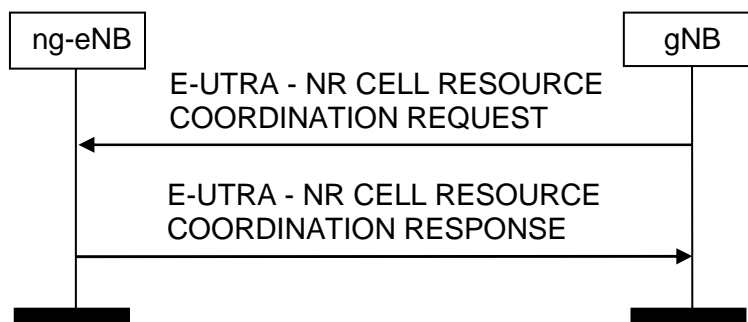 ng-eNB
gNB
E-UTRA - NR CELL RESOURCE
COORDINATION REQUEST
E-UTRA - NR CELL RESOURCE
COORDINATION RESPONSE